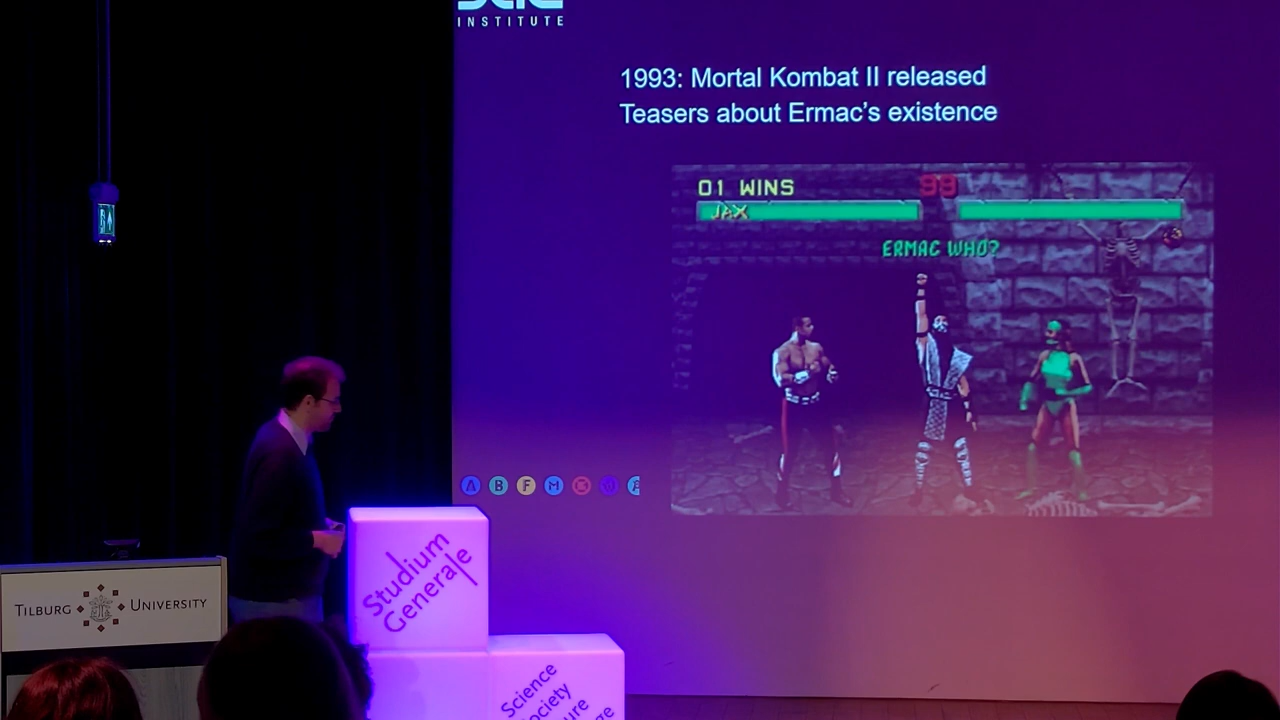 INSTITUTE
1993: Mortal Kombat II released
Teasers about Ermac's existence
01 WINS
99
JAX
ERMAC WHO?
A B F M
Studium
Generale
TILBURG UNIVERSITY
Science